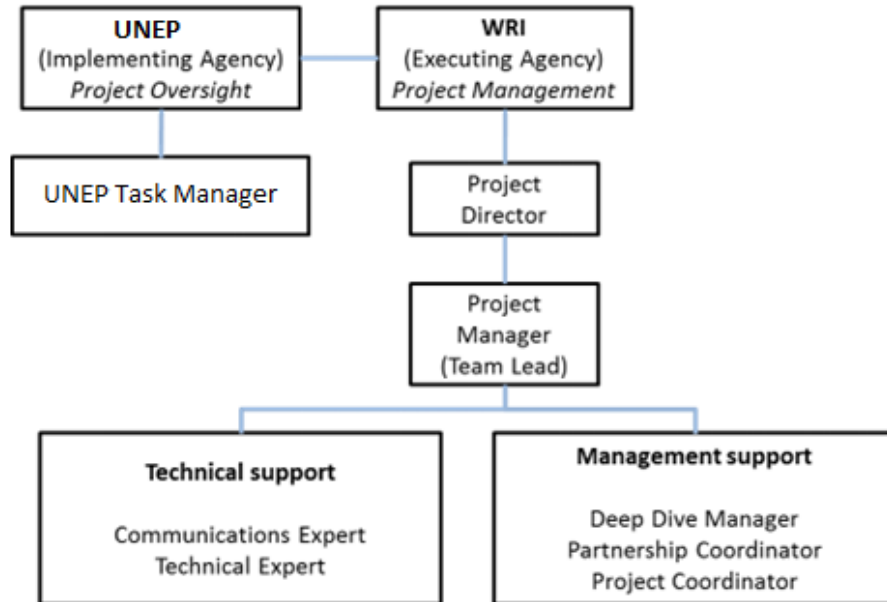 UNEP
(Implementing Agency)
Project Oversight
WRI
(Executing Agency)
Project Management
UNEP Task Manager
Project
Director
Project
Manager
(Team Lead)
Technical support
Communications Expert
Technical Expert
Management support
Deep Dive Manager
Partnership Coordinator
Project Coordinator